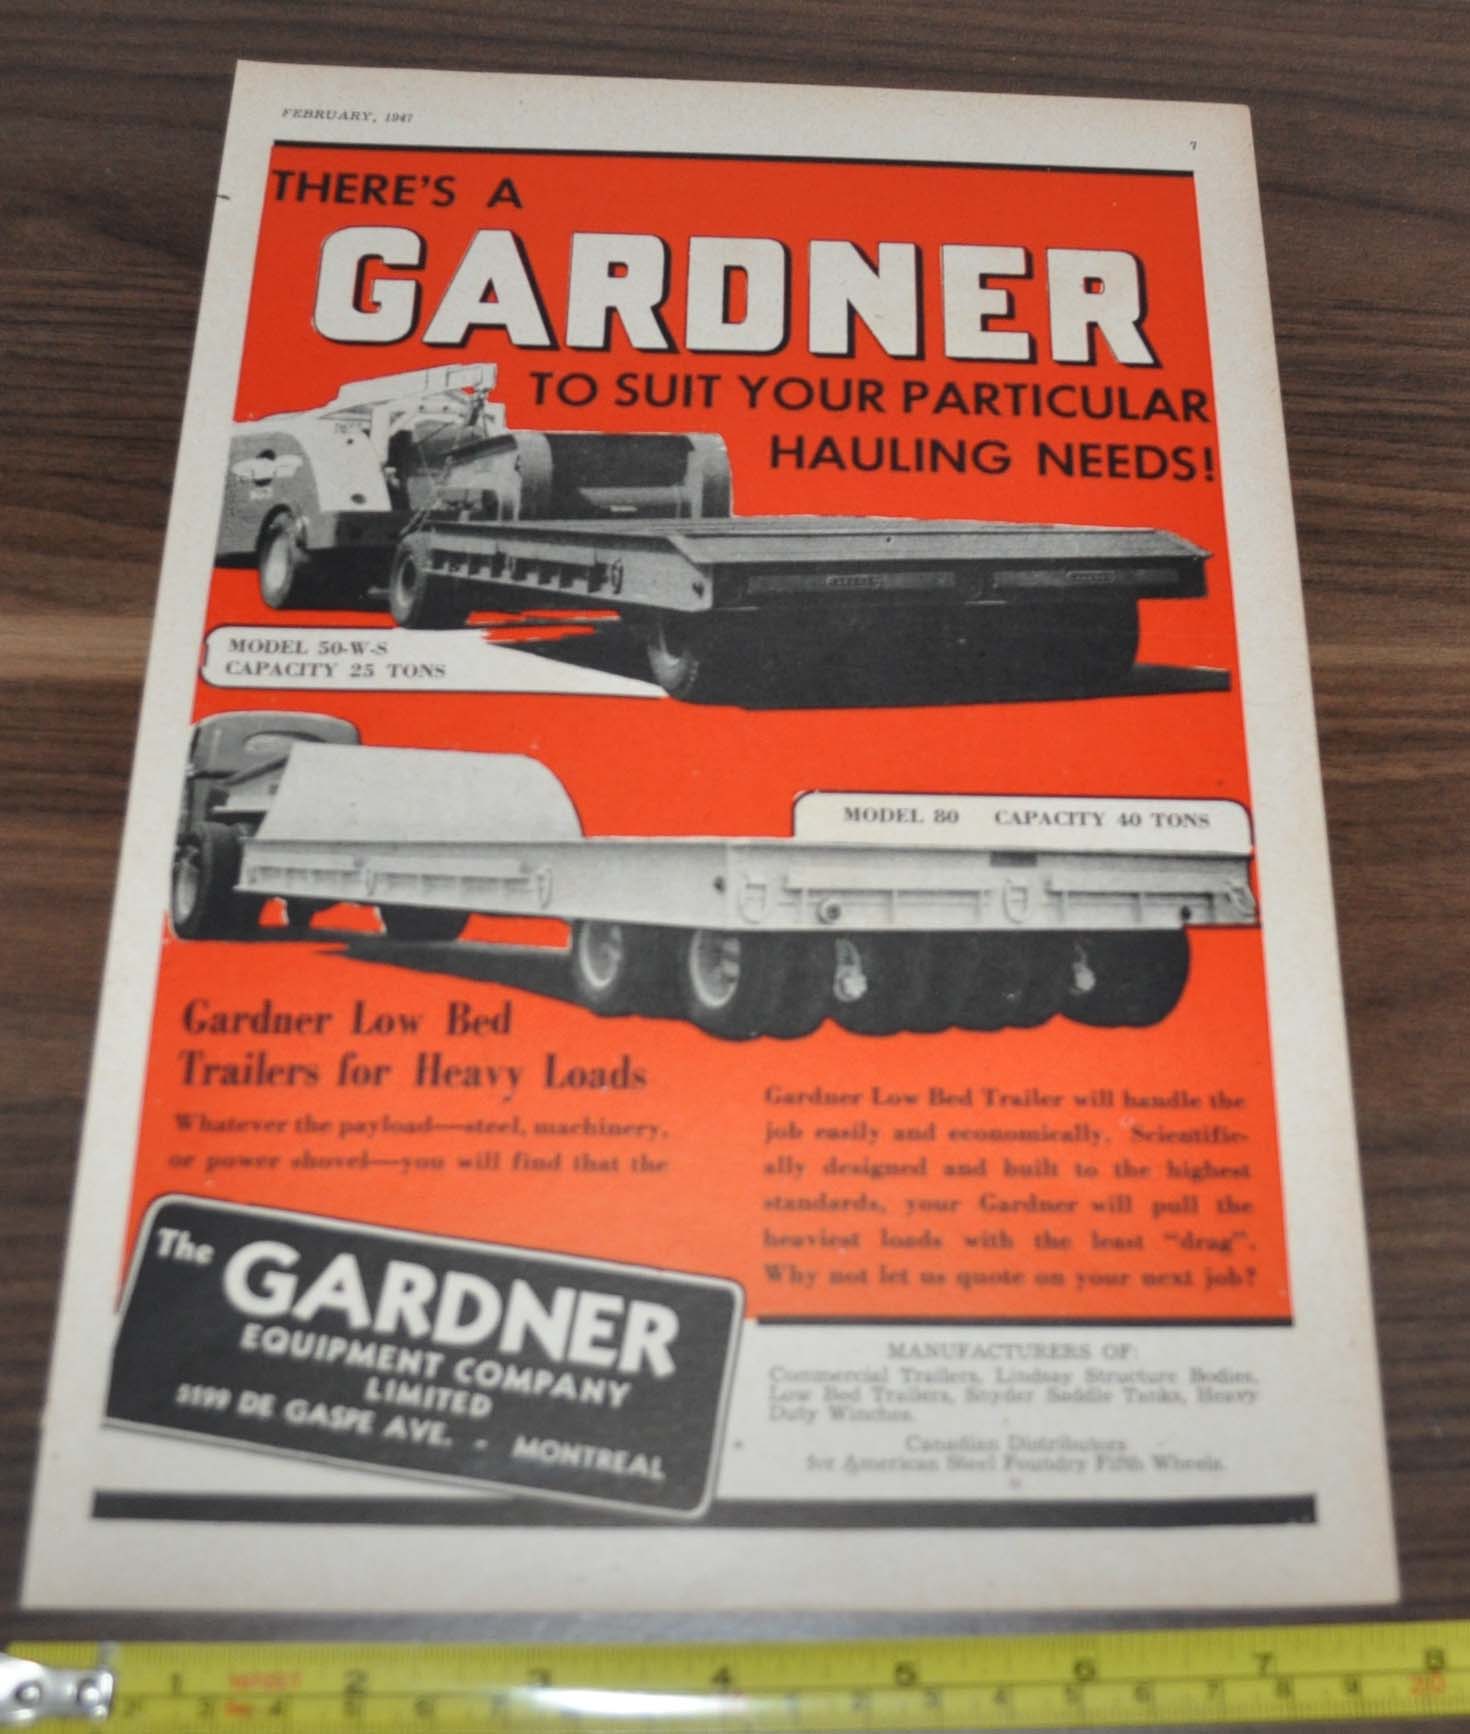 FEBRUARY, 1947
7
THERE'S A
GARDNER
TO SUIT YOUR PARTICULAR
HAULING NEEDS!
MODEL 50-W-S
CAPACITY 25 TONS
MODEL 80 CAPACITY 40 TONS
Gardner Low Bed
Trailers for Heavy Loads
Whatever the payload—steel, machinery,
or power shovel—you will find that the
Gardner Low Bed Trailer will handle the
job easily and economically. Scientific-
ally designed and built to the highest
standards, your Gardner will pull the
heaviest loads with the least "drag".
Why not let us quote on your next job?
The
GARDNER
EQUIPMENT COMPANY
LIMITED
5199 DE GASPE AVE. - MONTREAL
MANUFACTURERS OF:
Commercial Trailers, Lindsay Structure Bodies,
Low Bed Trailers, Snyder Saddle Tanks, Heavy
Duty Winches.
Canadian Distributors
for American Steel Foundry Fifth Wheels.
1 2 3 4 5 6 7 8